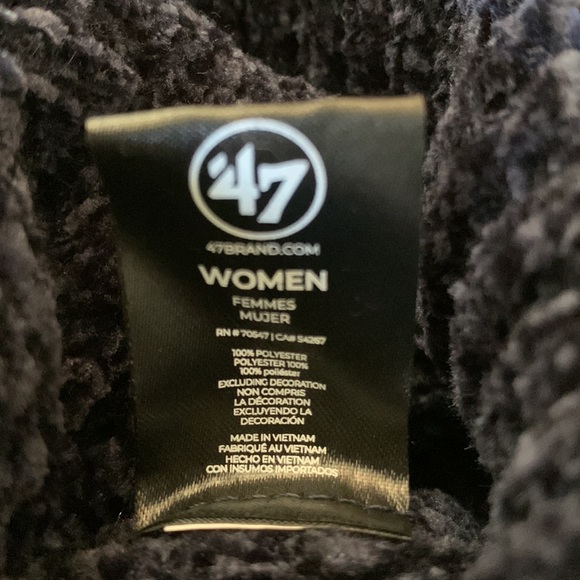 '47
47BRAND.COM
WOMEN
FEMMES
MUJER
RN # 70547 | CA# 54257
100% POLYESTER
POLYESTER 100%
100% poliéster
EXCLUDING DECORATION
NON COMPRIS
LA DÉCORATION
EXCLUYENDO LA
DECORACIÓN
MADE IN VIETNAM
FABRIQUÉ AU VIETNAM
HECHO EN VIETNAM
CON INSUMOS IMPORTADOS